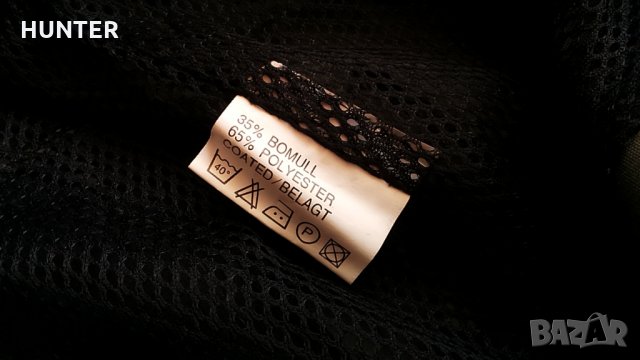 HUNTER
35% BOMULL
65% POLYESTER
COATED/BELAGT
40°
P
BAZAR